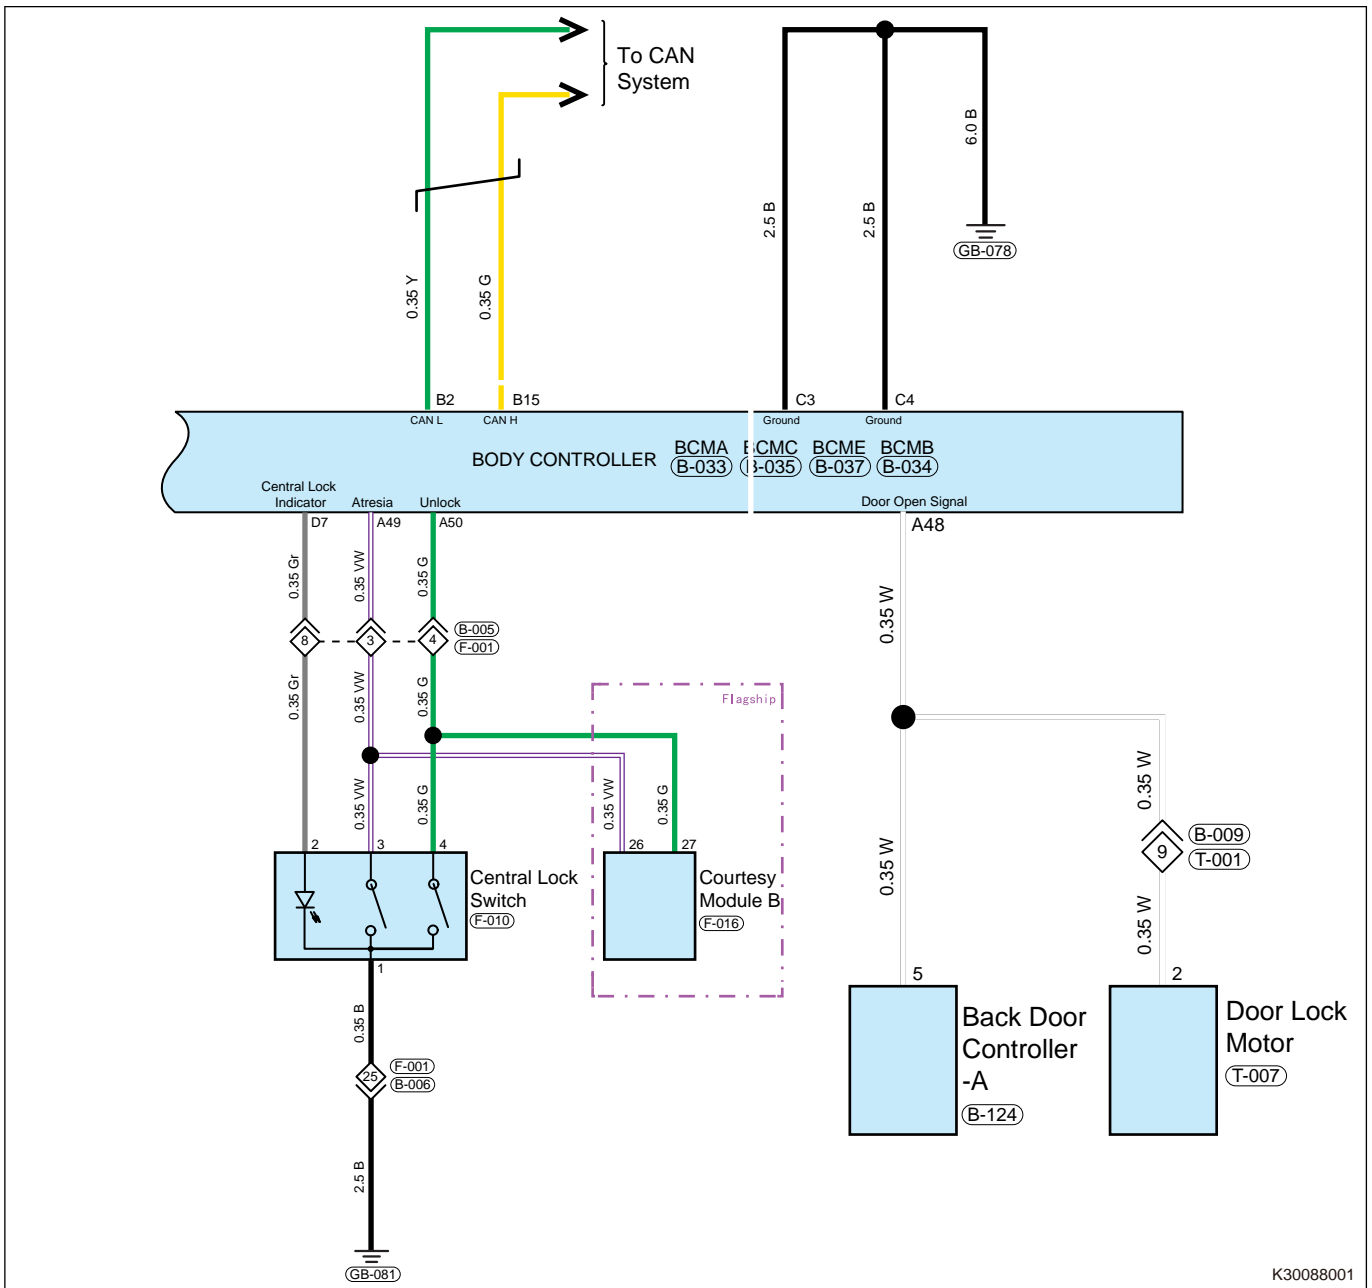 To CAN
System
6.0 B
2.5 B
2.5 B
GB-078
0.35 Y
0.35 G
B2
B15
C3
C4
CAN L
CAN H
Ground
Ground
BODY CONTROLLER
BCMA
BCMC
BCME
BCMB
B-033
B-035
B-037
B-034
Central Lock
Indicator
Atresia
Unlock
Door Open Signal
D7
A49
A50
A48
0.35 Gr
0.35 VW
0.35 G
0.35 W
8
3
4
B-005
F-001
0.35 Gr
0.35 VW
0.35 G
Flagship
0.35 VW
0.35 G
0.35 VW
0.35 G
0.35 W
0.35 W
2
3
4
26
27
9
B-009
T-001
Central Lock
Switch
F-010
Courtesy
Module B
F-016
0.35 W
1
5
2
0.35 B
Back Door
Controller
-A
B-124
Door Lock
Motor
T-007
25
F-001
B-006
2.5 B
GB-081
K30088001